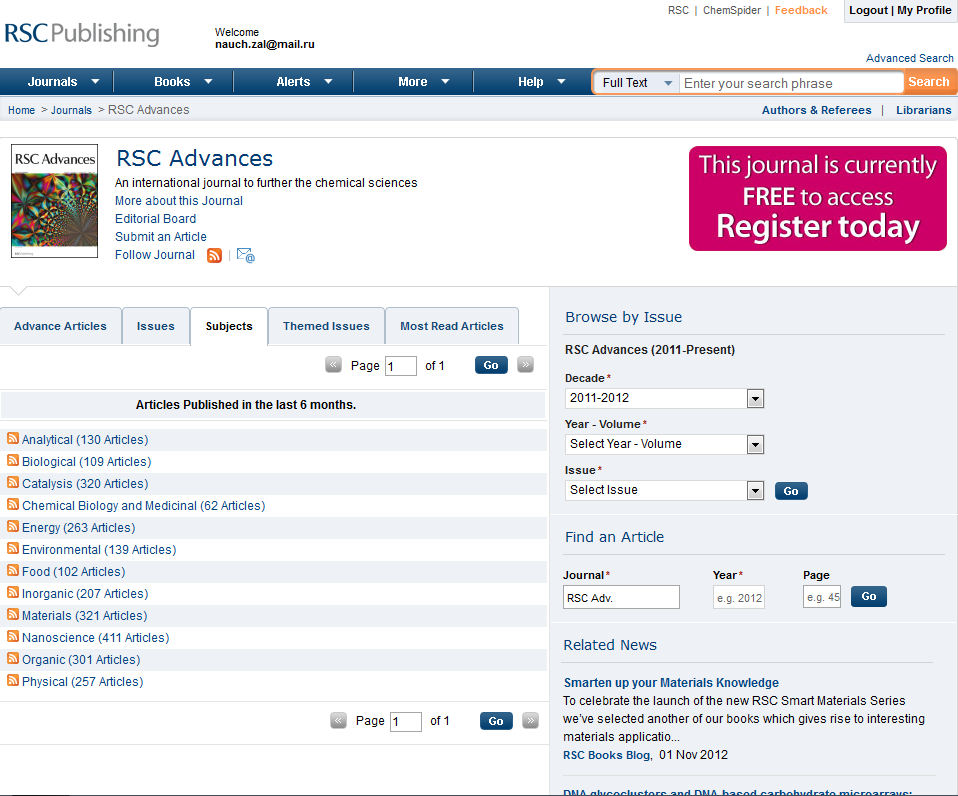 RSC | ChemSpider | Feedback
Logout | My Profile
RSCPublishing
Welcome
nauch.zal@mail.ru
Advanced Search
Journals Books Alerts More Help Full Text Enter your search phrase Search
Home > Journals > RSC Advances
Authors & Referees | Librarians
RSC Advances
RSC Advances
An international journal to further the chemical sciences
More about this Journal
Editorial Board
Submit an Article
Follow Journal
This journal is currently
FREE to access
Register today
Advance Articles Issues Subjects Themed Issues Most Read Articles
« Page 1 of 1 Go »
Articles Published in the last 6 months.
Analytical (130 Articles)
Biological (109 Articles)
Catalysis (320 Articles)
Chemical Biology and Medicinal (62 Articles)
Energy (263 Articles)
Environmental (139 Articles)
Food (102 Articles)
Inorganic (207 Articles)
Materials (321 Articles)
Nanoscience (411 Articles)
Organic (301 Articles)
Physical (257 Articles)
« Page 1 of 1 Go »
Browse by Issue
RSC Advances (2011-Present)
Decade*
2011-2012
Year - Volume*
Select Year - Volume
Issue*
Select Issue Go
Find an Article
Journal* Year* Page
RSC Adv. e.g. 2012 e.g. 45 Go
Related News
Smarten up your Materials Knowledge
To celebrate the launch of the new RSC Smart Materials Series
we've selected another of our books which gives rise to interesting
materials applicatio...
RSC Books Blog, 01 Nov 2012
DNA glycoclusters and DNA-based carbohydrate microarrays: